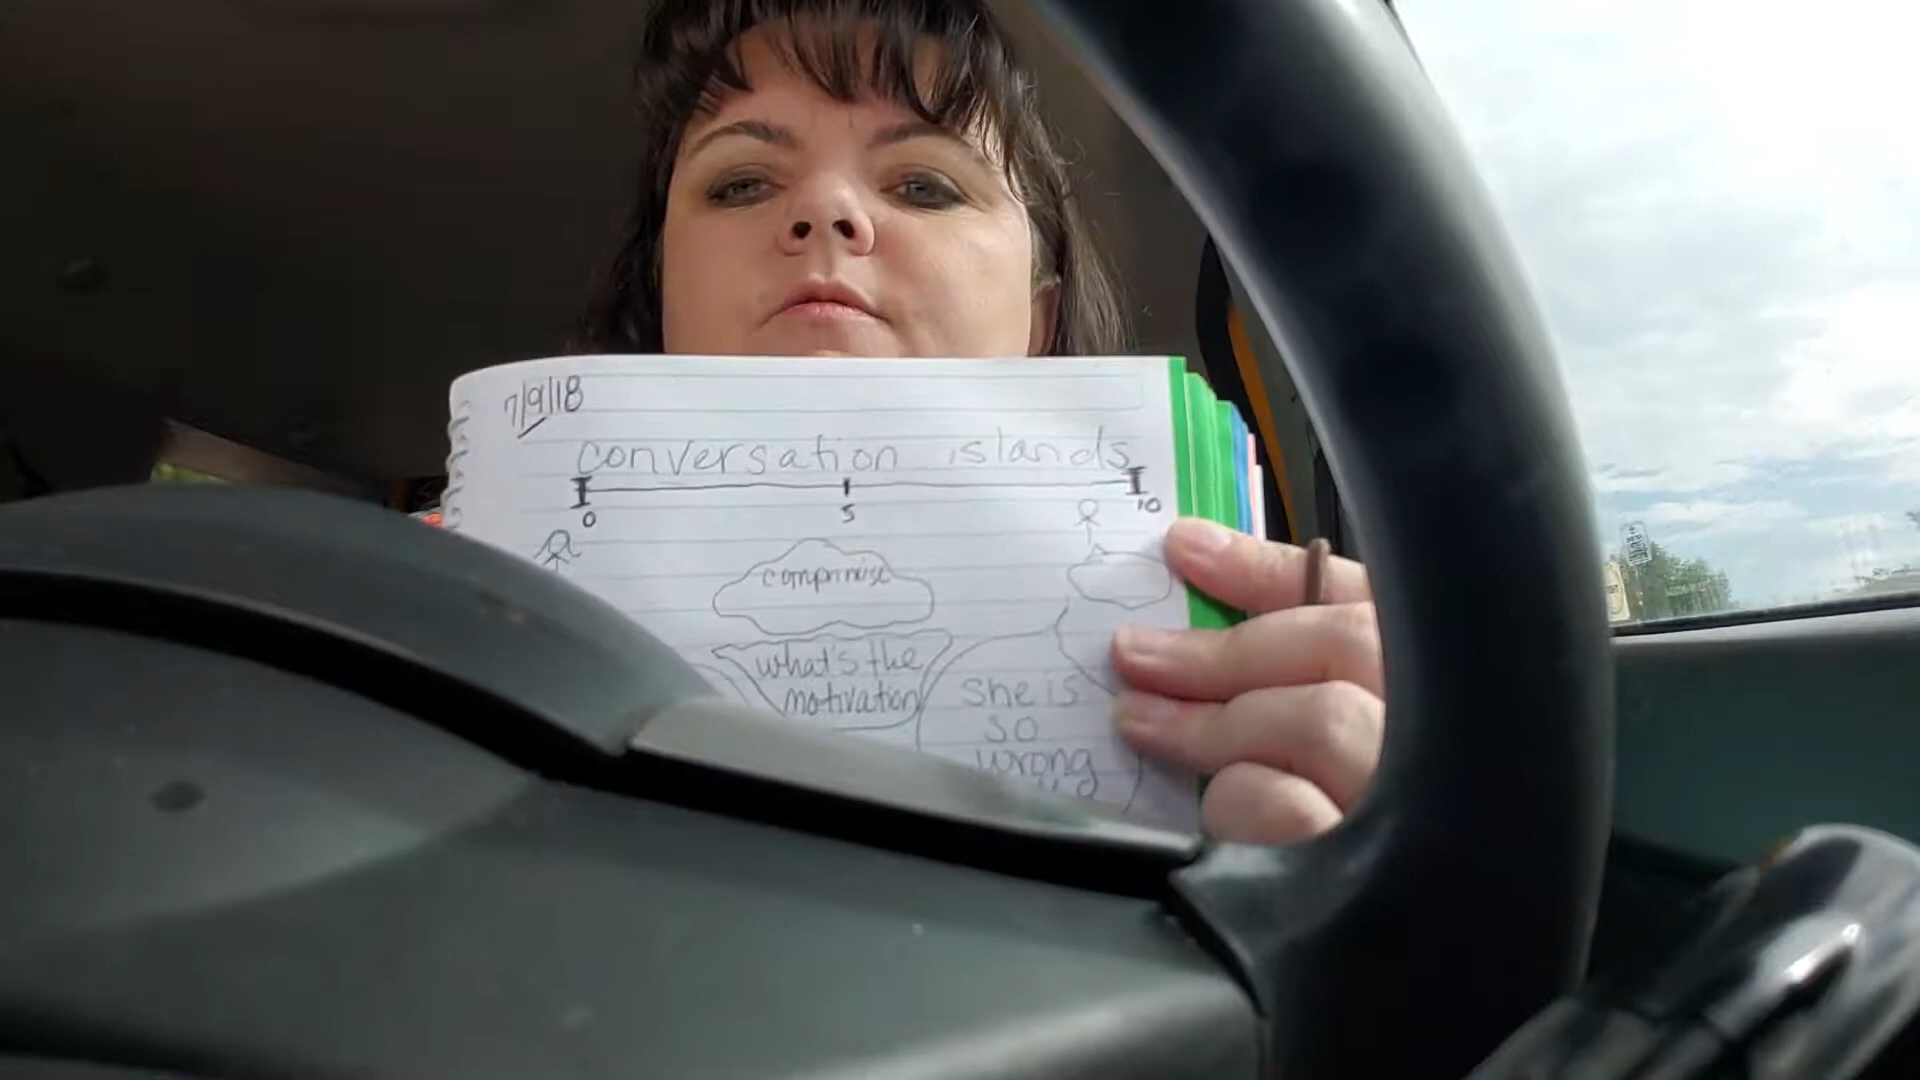 7/9/18
conversation islands
0 5 10
compromise
what's the
motivation
She is
so
wrong